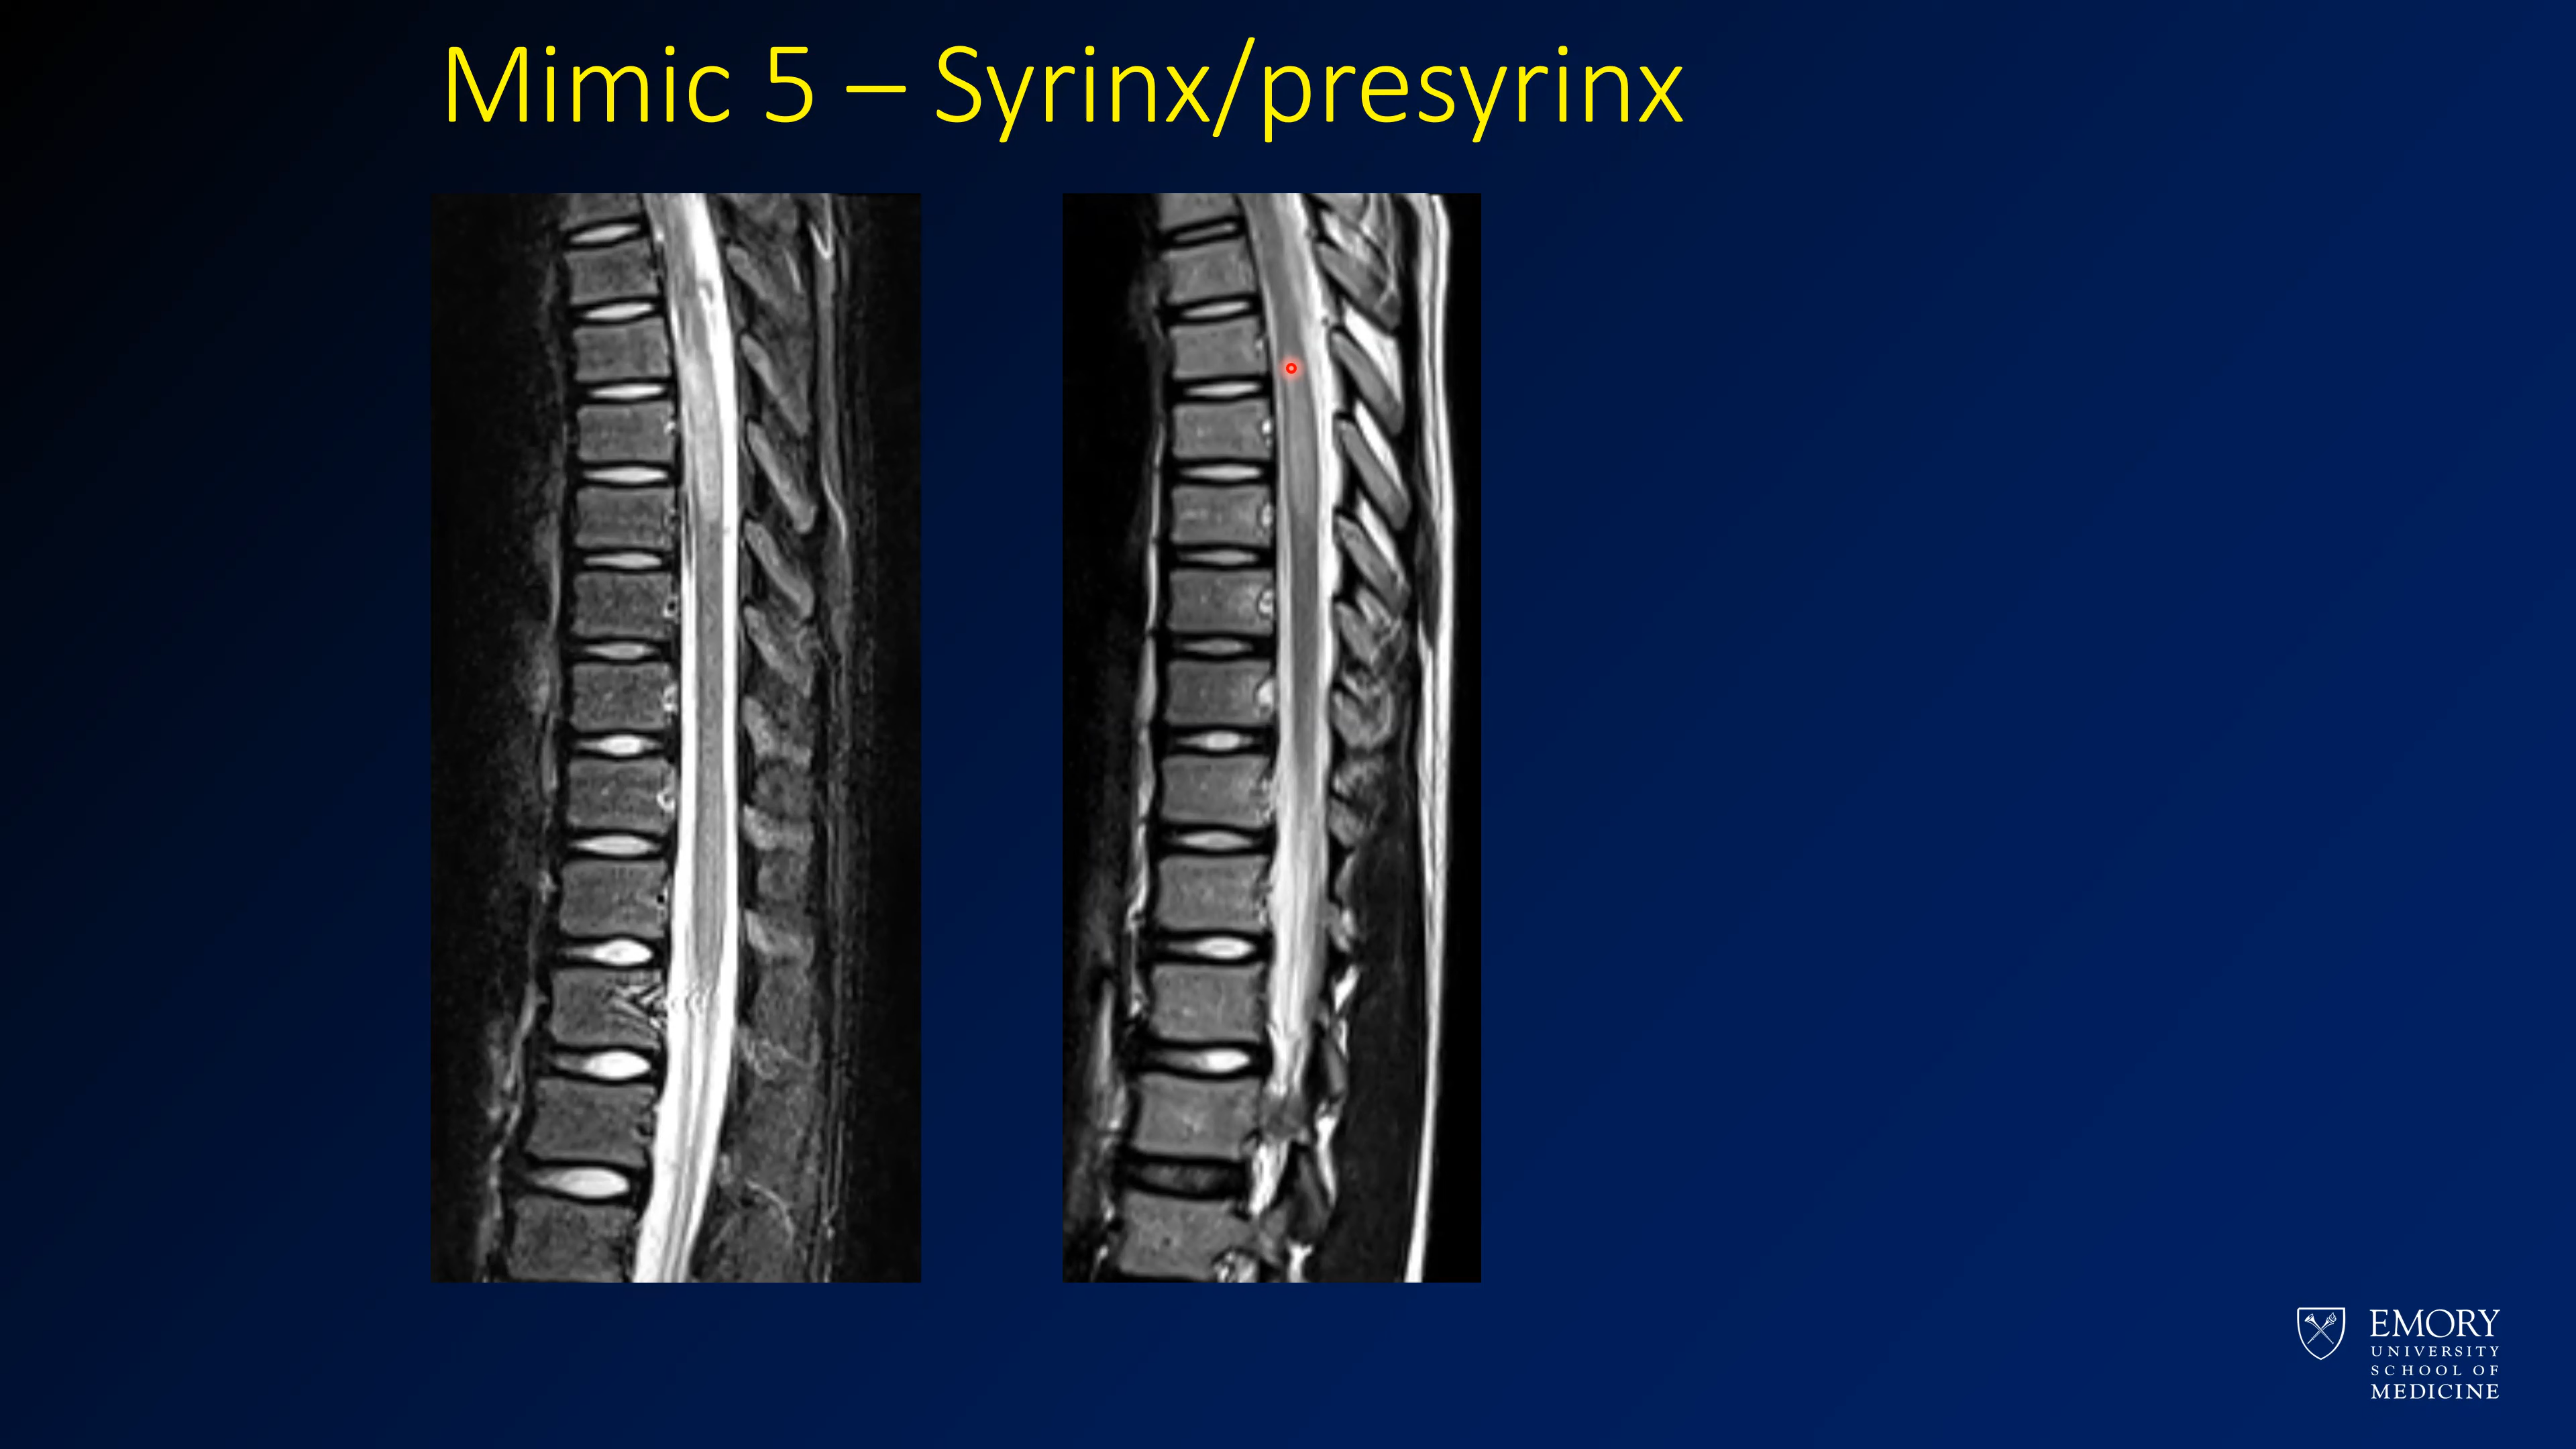 Mimic 5 – Syrinx/presyrinx
EMORY
UNIVERSITY
SCHOOL OF
MEDICINE